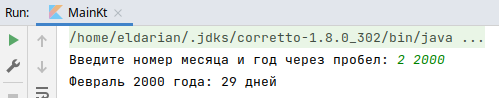 Run: MainKt
/home/eldarian/.jdks/corretto-1.8.0_302/bin/java ...
Введите номер месяца и год через пробел: 2 2000
Февраль 2000 года: 29 дней